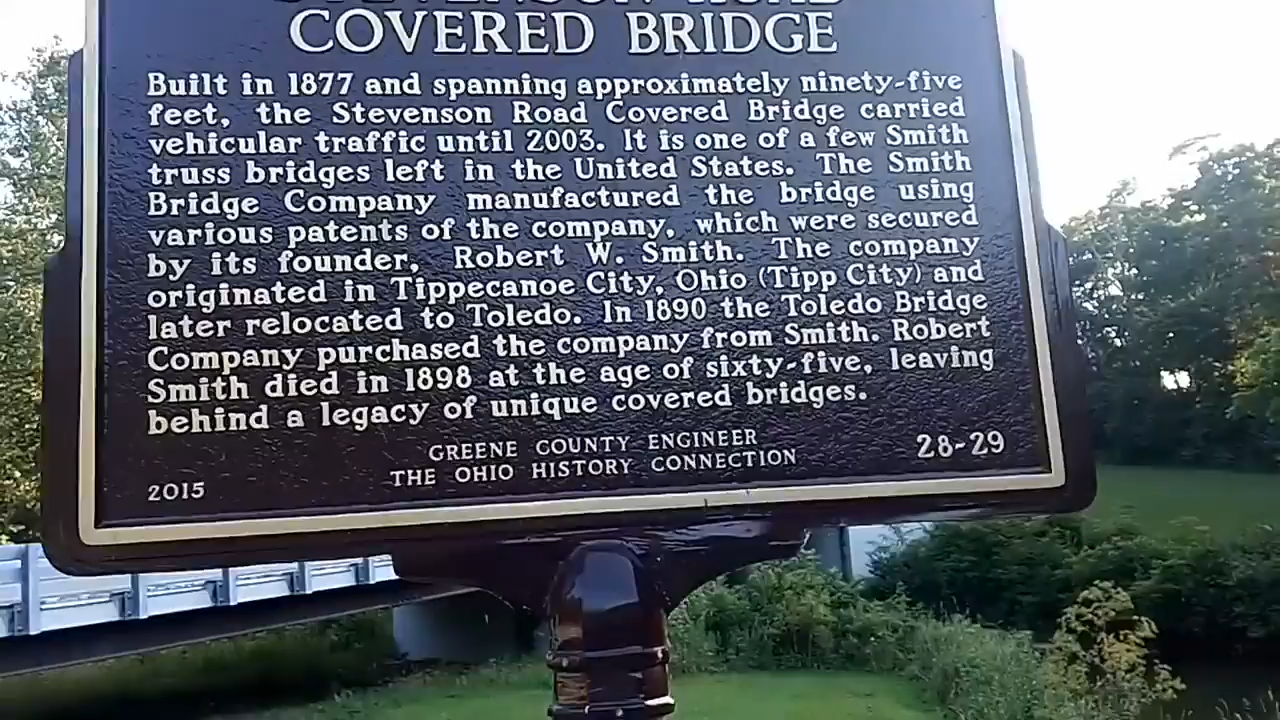 STEVENSON ROAD
COVERED BRIDGE
Built in 1877 and spanning approximately ninety-five
feet, the Stevenson Road Covered Bridge carried
vehicular traffic until 2003. It is one of a few Smith
truss bridges left in the United States. The Smith
Bridge Company manufactured the bridge using
various patents of the company, which were secured
by its founder, Robert W. Smith. The company
originated in Tippecanoe City, Ohio (Tipp City) and
later relocated to Toledo. In 1890 the Toledo Bridge
Company purchased the company from Smith. Robert
Smith died in 1898 at the age of sixty-five, leaving
behind a legacy of unique covered bridges.
GREENE COUNTY ENGINEER
THE OHIO HISTORY CONNECTION
28-29
2015